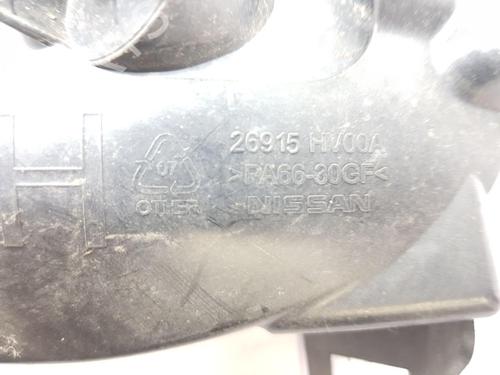 26915 HV00A
>PA66-30GF<
NISSAN
07
OTHER
H